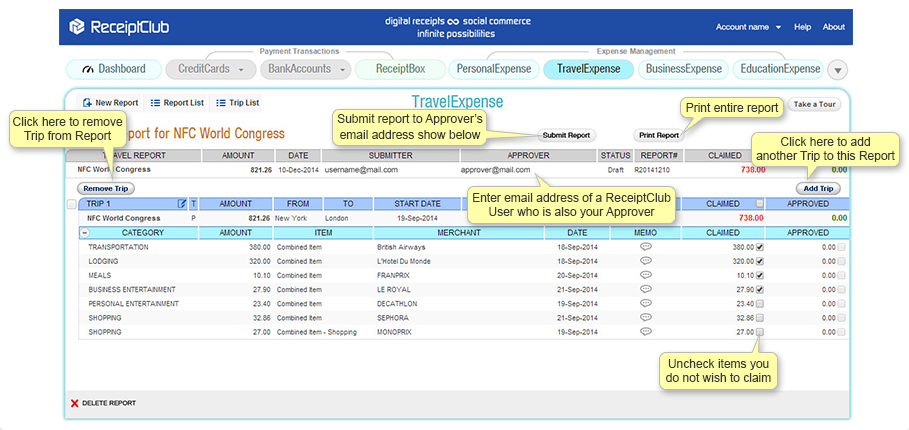 ReceiptClub
digital receipts ∞ social commerce
infinite possibilities
Account name Help About
Payment Transactions Expense Management
Dashboard CreditCards BankAccounts ReceiptBox PersonalExpense TravelExpense BusinessExpense EducationExpense
New Report Report List Trip List
TravelExpense
Take a Tour
Click here to remove
Trip from Report
Submit report to Approver's
email address show below
Submit Report
Print entire report
Print Report
Click here to add
another Trip to this Report
port for NFC World Congress
TRAVEL REPORT AMOUNT DATE SUBMITTER APPROVER STATUS REPORT# CLAIMED
NFC World Congress 821.26 10-Dec-2014 username@mail.com approver@mail.com Draft R20141210 738.00 0.00
Remove Trip Add Trip
Enter email address of a ReceiptClub
User who is also your Approver
TRIP 1 T AMOUNT FROM TO START DATE CLAIMED APPROVED
NFC World Congress P 821.26 New York London 19-Sep-2014 738.00 0.00
CATEGORY AMOUNT ITEM MERCHANT DATE MEMO CLAIMED APPROVED
TRANSPORTATION 380.00 Combined Item British Airways 18-Sep-2014 380.00 0.00
LODGING 320.00 Combined Item L'Hotel Du Monde 18-Sep-2014 320.00 0.00
MEALS 10.10 Combined Item FRANPRIX 20-Sep-2014 10.10 0.00
BUSINESS ENTERTAINMENT 27.90 Combined Item LE ROYAL 21-Sep-2014 27.90 0.00
PERSONAL ENTERTAINMENT 23.40 Combined Item DECATHLON 19-Sep-2014 23.40 0.00
SHOPPING 32.86 Combined Item SEPHORA 21-Sep-2014 32.86 0.00
SHOPPING 27.00 Combined Item - Shopping MONOPRIX 19-Sep-2014 27.00 0.00
Uncheck items you
do not wish to claim
DELETE REPORT